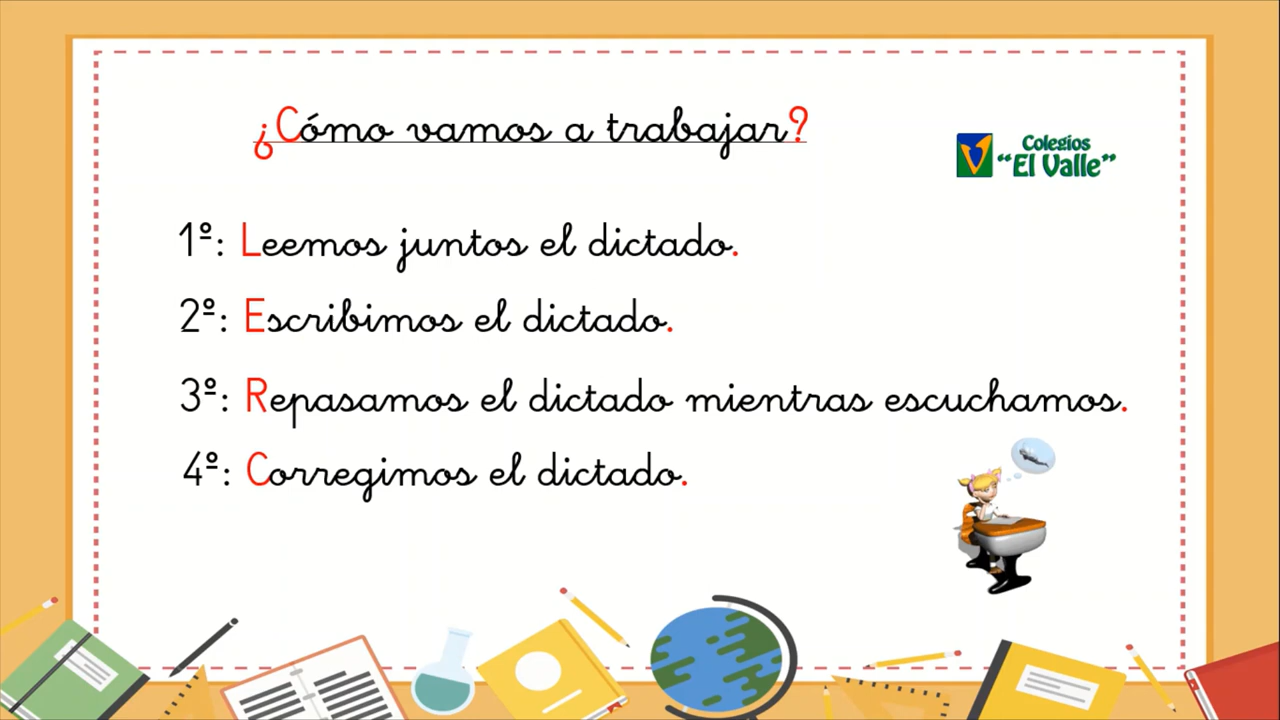 ¿Cómo vamos a trabajar?
Colegios
“El Valle”
1º: Leemos juntos el dictado.
2º: Escribimos el dictado.
3º: Repasamos el dictado mientras escuchamos.
4º: Corregimos el dictado.